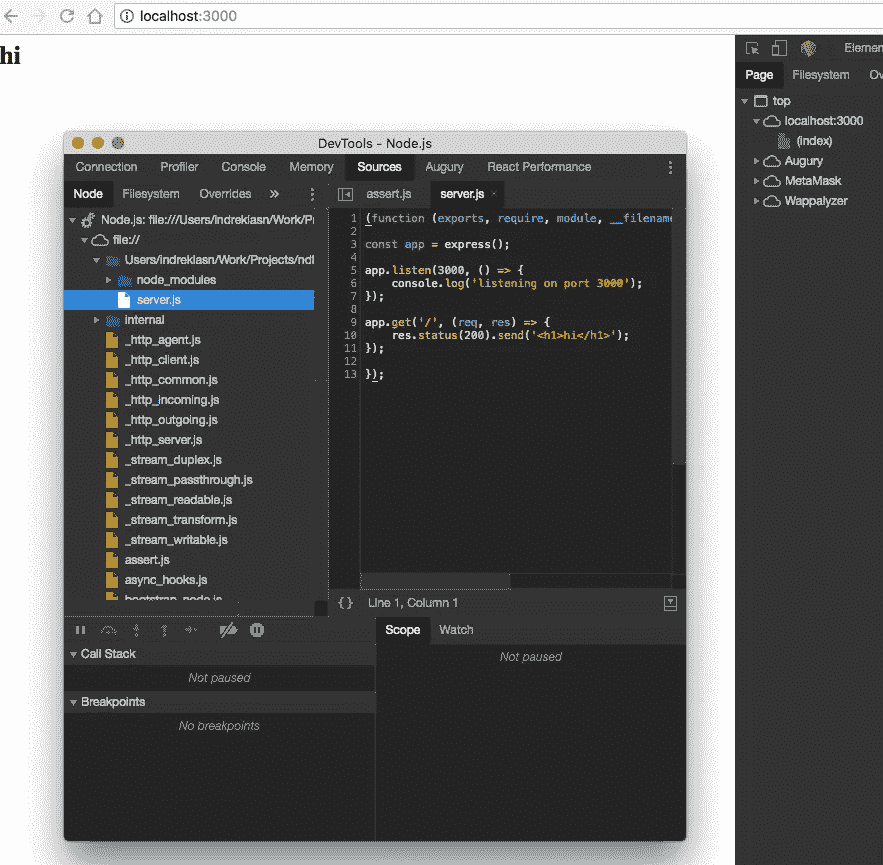 localhost:3000
hi
DevTools - Node.js
Connection Profiler Console Memory Sources Augury React Performance
Node Filesystem Overrides »
Node.js: file:///Users/indreklasn/Work/Pr
file://
Users/indreklasn/Work/Projects/ndl
node_modules
server.js
internal
_http_agent.js
_http_client.js
_http_common.js
_http_incoming.js
_http_outgoing.js
_http_server.js
_stream_duplex.js
_stream_passthrough.js
_stream_readable.js
_stream_transform.js
_stream_writable.js
assert.js
async_hooks.js
bootstrap_node.js
assert.js server.js ×
1 (function (exports, require, module, __filename
2
3 const app = express();
4
5 app.listen(3000, () => {
6 console.log('listening on port 3000');
7 });
8
9 app.get('/', (req, res) => {
10 res.status(200).send('<h1>hi</h1>');
11 });
12
13 });
{} Line 1, Column 1
Call Stack
Not paused
Breakpoints
No breakpoints
Scope Watch
Not paused
Elemen
Page Filesystem Ov
top
localhost:3000
(index)
Augury
MetaMask
Wappalyzer